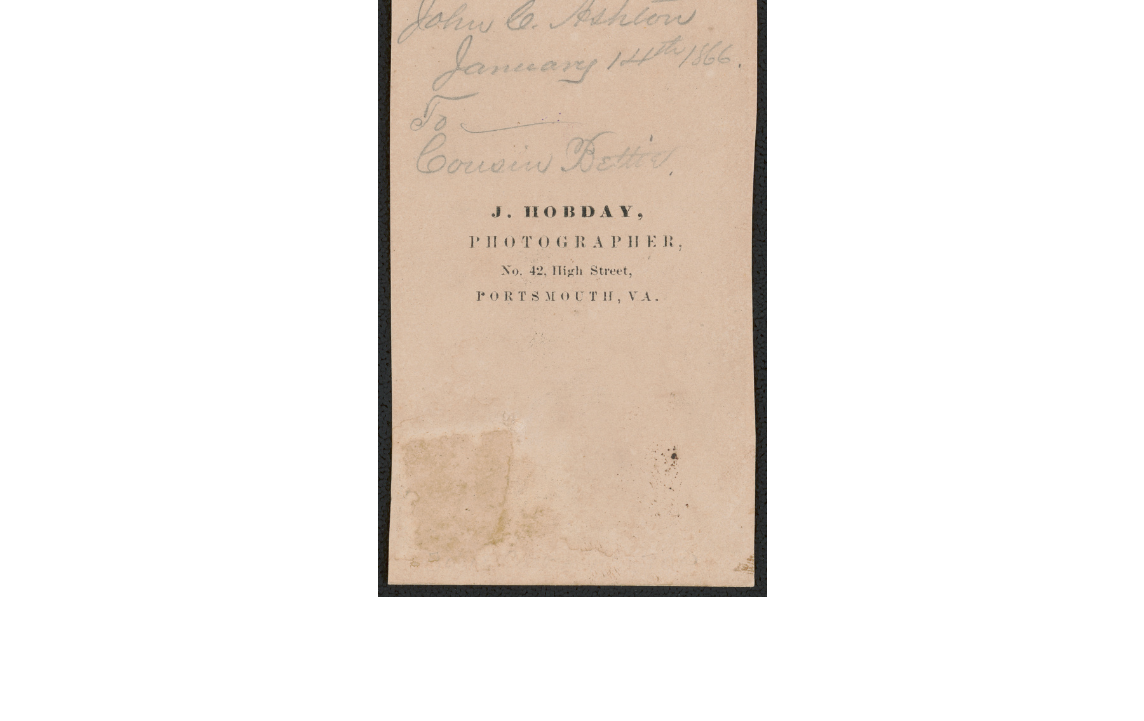 John C. Ashton
January 14th 1866.
To
Cousin Bettie.
J. HOBDAY,
PHOTOGRAPHER,
No. 42, High Street,
PORTSMOUTH, VA.